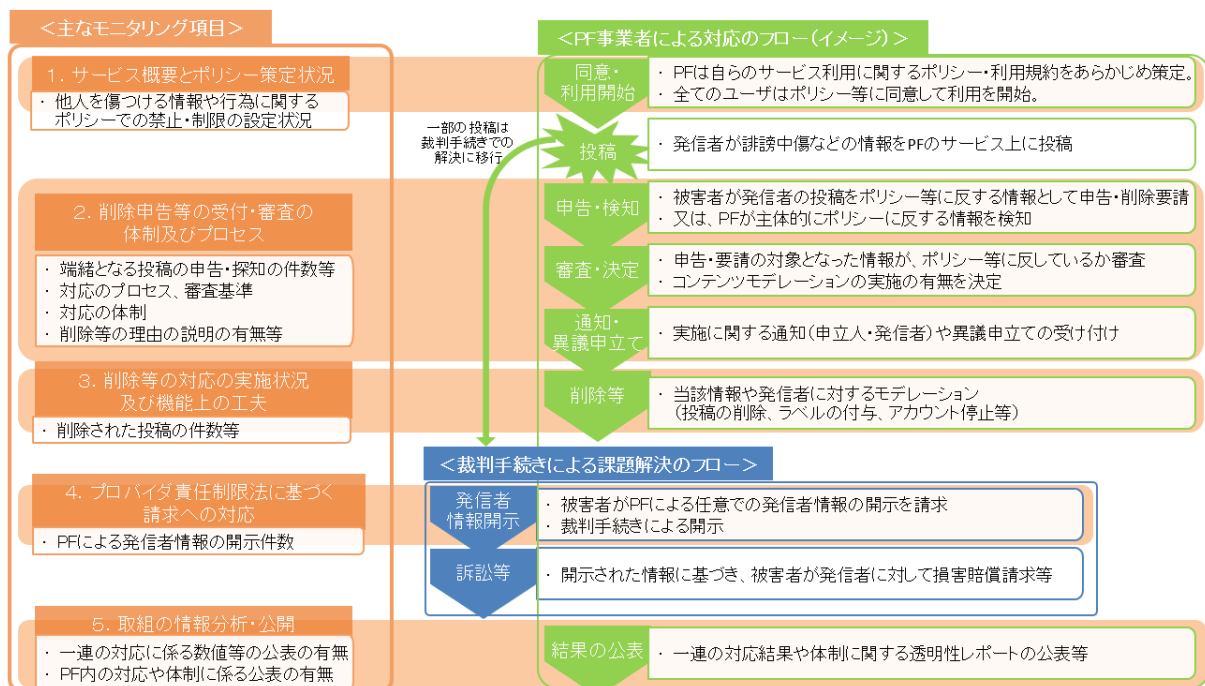 ＜主なモニタリング項目＞
1. サービス概要とポリシー策定状況
・ 他人を傷つける情報や行為に関する
ポリシーでの禁止・制限の設定状況
2. 削除申告等の受付・審査の
体制及びプロセス
・ 端緒となる投稿の申告・探知の件数等
・ 対応のプロセス、審査基準
・ 対応の体制
・ 削除等の理由の説明の有無等
3. 削除等の対応の実施状況
及び機能上の工夫
・ 削除された投稿の件数等
4. プロバイダ責任制限法に基づく
請求への対応
・ PFによる発信者情報の開示件数
5. 取組の情報分析・公開
・ 一連の対応に係る数値等の公表の有無
・ PF内の対応や体制に係る公表の有無
＜PF事業者による対応のフロー（イメージ）＞
同意・
利用開始
・ PFは自らのサービス利用に関するポリシー・利用規約をあらかじめ策定。
・ 全てのユーザはポリシー等に同意して利用を開始。
一部の投稿は
裁判手続きでの
解決に移行
投稿
・ 発信者が誹謗中傷などの情報をPFのサービス上に投稿
申告・検知
・ 被害者が発信者の投稿をポリシー等に反する情報として申告・削除要請
・ 又は、PFが主体的にポリシーに反する情報を検知
審査・決定
・ 申告・要請の対象となった情報が、ポリシー等に反しているか審査
・ コンテンツモデレーションの実施の有無を決定
通知・
異議申立て
・ 実施に関する通知（申立人・発信者）や異議申立ての受け付け
削除等
・ 当該情報や発信者に対するモデレーション
（投稿の削除、ラベルの付与、アカウント停止等）
＜裁判手続きによる課題解決のフロー＞
発信者
情報開示
・ 被害者がPFによる任意での発信者情報の開示を請求
・ 裁判手続きによる開示
訴訟等
・ 開示された情報に基づき、被害者が発信者に対して損害賠償請求等
結果の公表
・ 一連の対応結果や体制に関する透明性レポートの公表等